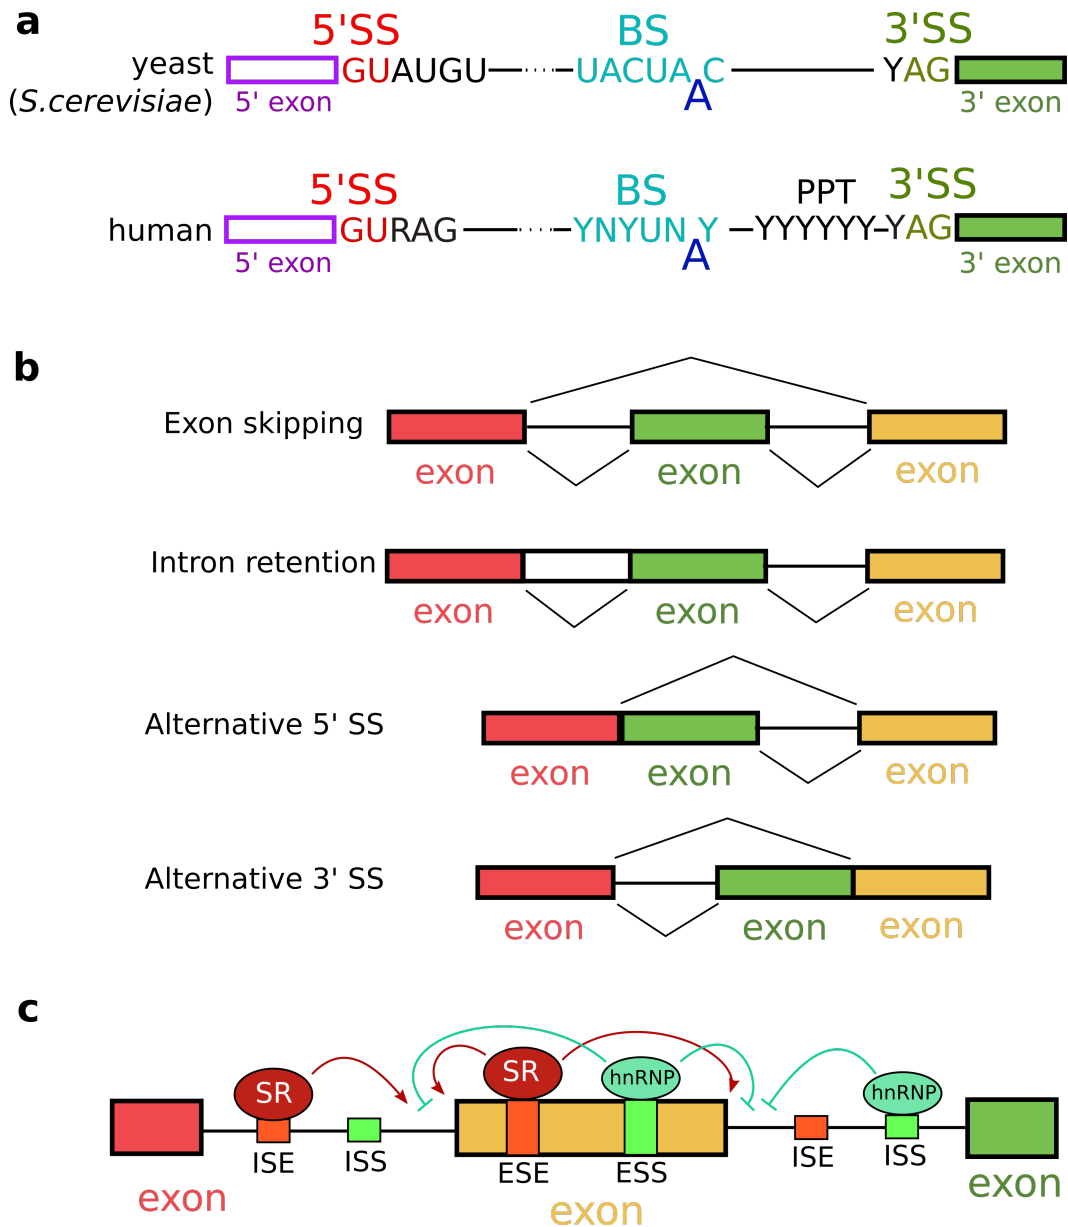 a
5'SS BS 3'SS
yeast GUAUGU UACUAAC YAG
(S.cerevisiae) 5' exon 3' exon
5'SS BS PPT 3'SS
human GURAG YNYUNAY YYYYYY YAG
5' exon 3' exon
b
Exon skipping
exon exon exon
Intron retention
exon exon exon
Alternative 5' SS
exon exon exon
Alternative 3' SS
exon exon exon
c
SR SR hnRNP hnRNP
ISE ISS ESE ESS ISE ISS
exon exon exon